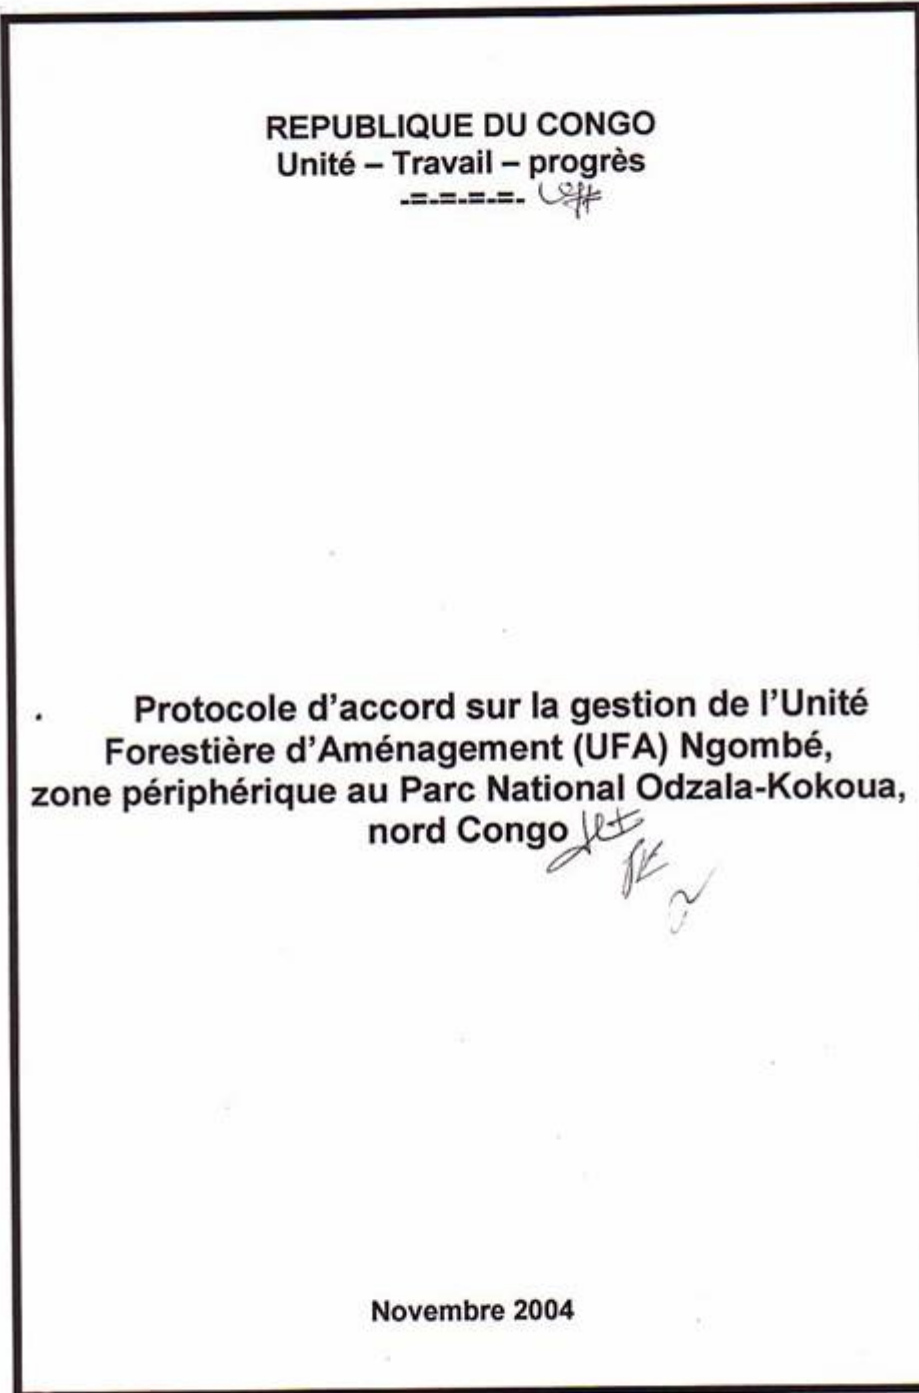 REPUBLIQUE DU CONGO
Unité – Travail – progrès
-=-=-=-=-
Protocole d'accord sur la gestion de l'Unité
Forestière d'Aménagement (UFA) Ngombé,
zone périphérique au Parc National Odzala-Kokoua,
nord Congo
Novembre 2004